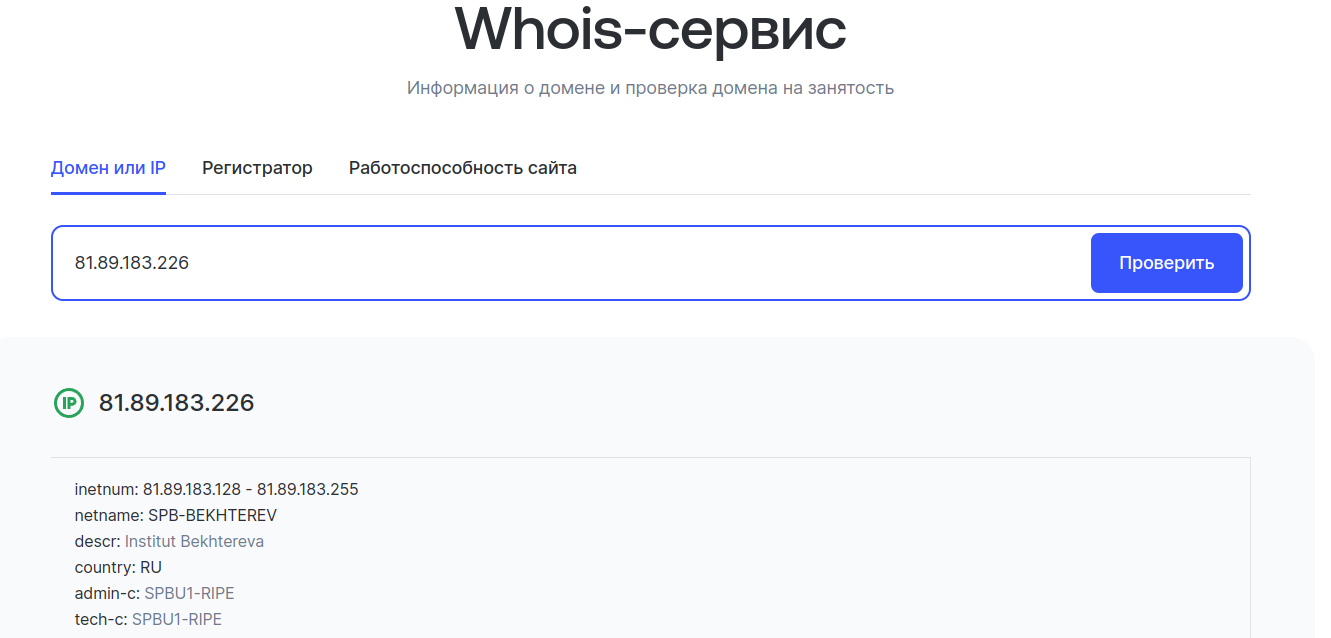 Whois-сервис
Информация о домене и проверка домена на занятость
Домен или IP Регистратор Работоспособность сайта
81.89.183.226 Проверить
IP 81.89.183.226
inetnum: 81.89.183.128 - 81.89.183.255
netname: SPB-BEKHTEREV
descr: Institut Bekhtereva
country: RU
admin-c: SPBU1-RIPE
tech-c: SPBU1-RIPE